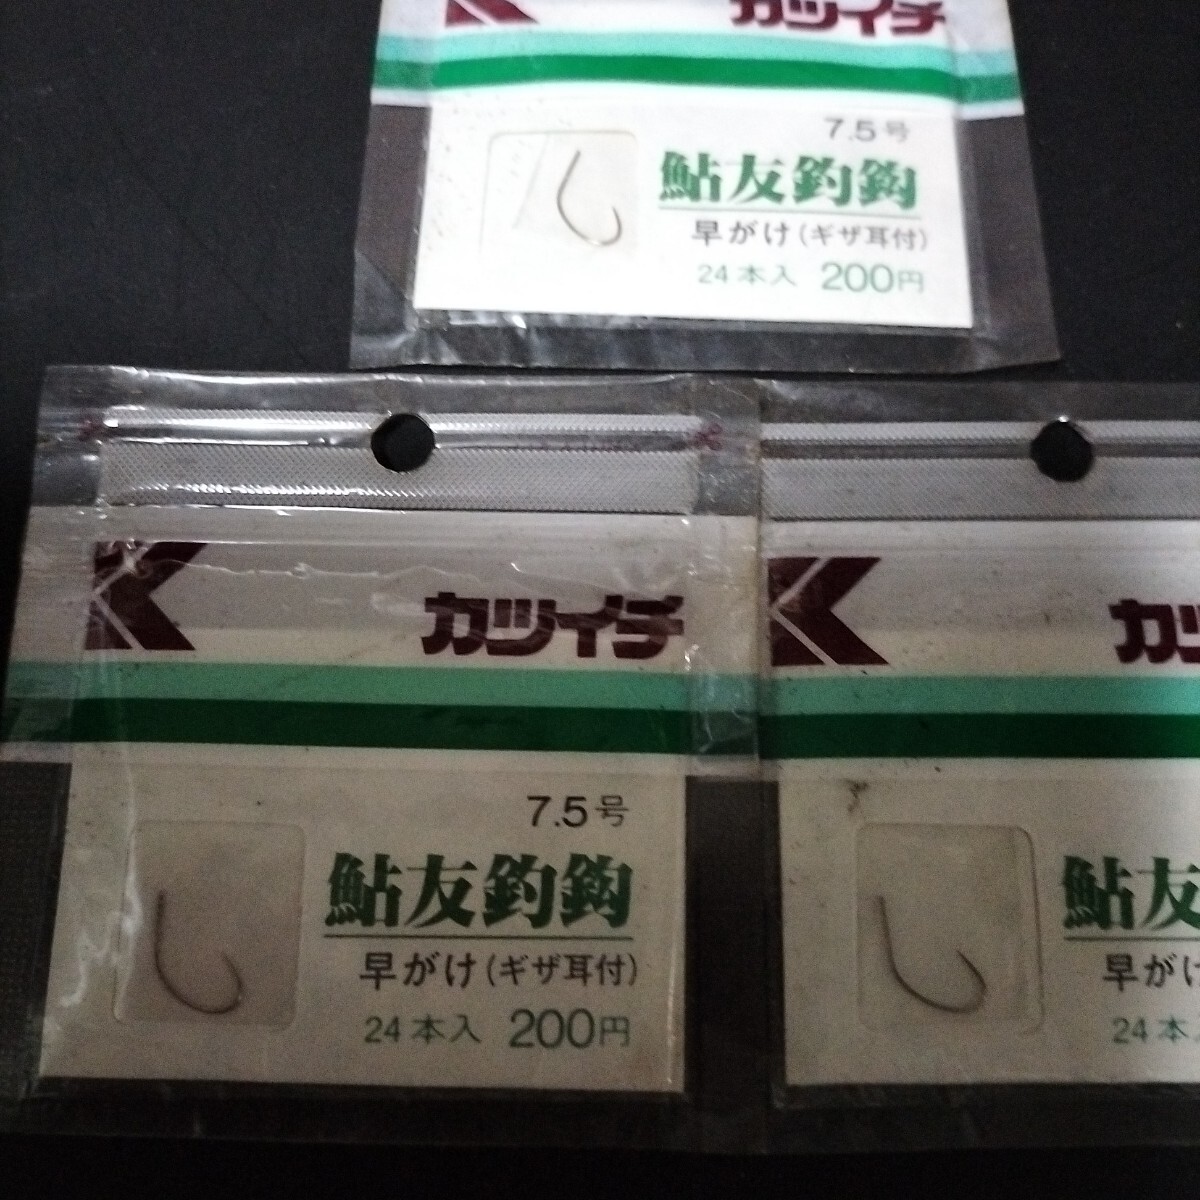 カツイチ
7.5号
鮎友釣鈎
早がけ(ギザ耳付)
24本入 200円
K カツイチ
7.5号
鮎友釣鈎
早がけ(ギザ耳付)
24本入 200円
K カツ
鮎友
早がけ
24本